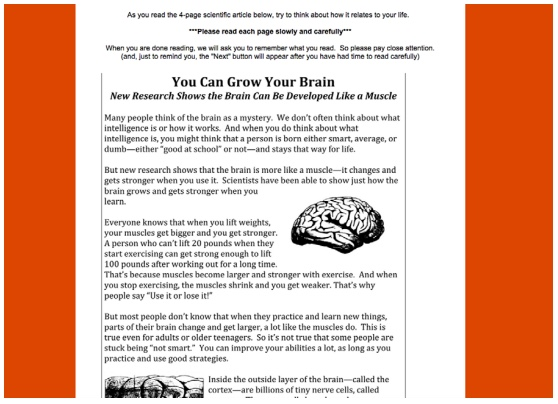 As you read the 4-page scientific article below, try to think about how it relates to your life.
***Please read each page slowly and carefully***
When you are done reading, we will ask you to remember what you read. So please pay close attention.
(and, just to remind you, the "Next" button will appear after you have had time to read carefully)
You Can Grow Your Brain
New Research Shows the Brain Can Be Developed Like a Muscle
Many people think of the brain as a mystery. We don't often think about what
intelligence is or how it works. And when you do think about what
intelligence is, you might think that a person is born either smart, average, or
dumb—either "good at school" or not—and stays that way for life.
But new research shows that the brain is more like a muscle—it changes and
gets stronger when you use it. Scientists have been able to show just how the
brain grows and gets stronger when you
learn.
Everyone knows that when you lift weights,
your muscles get bigger and you get stronger.
A person who can't lift 20 pounds when they
start exercising can get strong enough to lift
100 pounds after working out for a long time.
That's because muscles become larger and stronger with exercise. And when
you stop exercising, the muscles shrink and you get weaker. That's why
people say "Use it or lose it!"
But most people don't know that when they practice and learn new things,
parts of their brain change and get larger, a lot like the muscles do. This is
true even for adults or older teenagers. So it's not true that some people are
stuck being "not smart." You can improve your abilities a lot, as long as you
practice and use good strategies.
Inside the outside layer of the brain—called the
cortex—are billions of tiny nerve cells, called